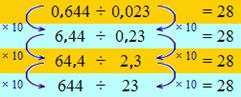 0,644 ÷ 0,023 = 28
× 10 × 10
6,44 ÷ 0,23 = 28
× 10 × 10
64,4 ÷ 2,3 = 28
× 10 × 10
644 ÷ 23 = 28